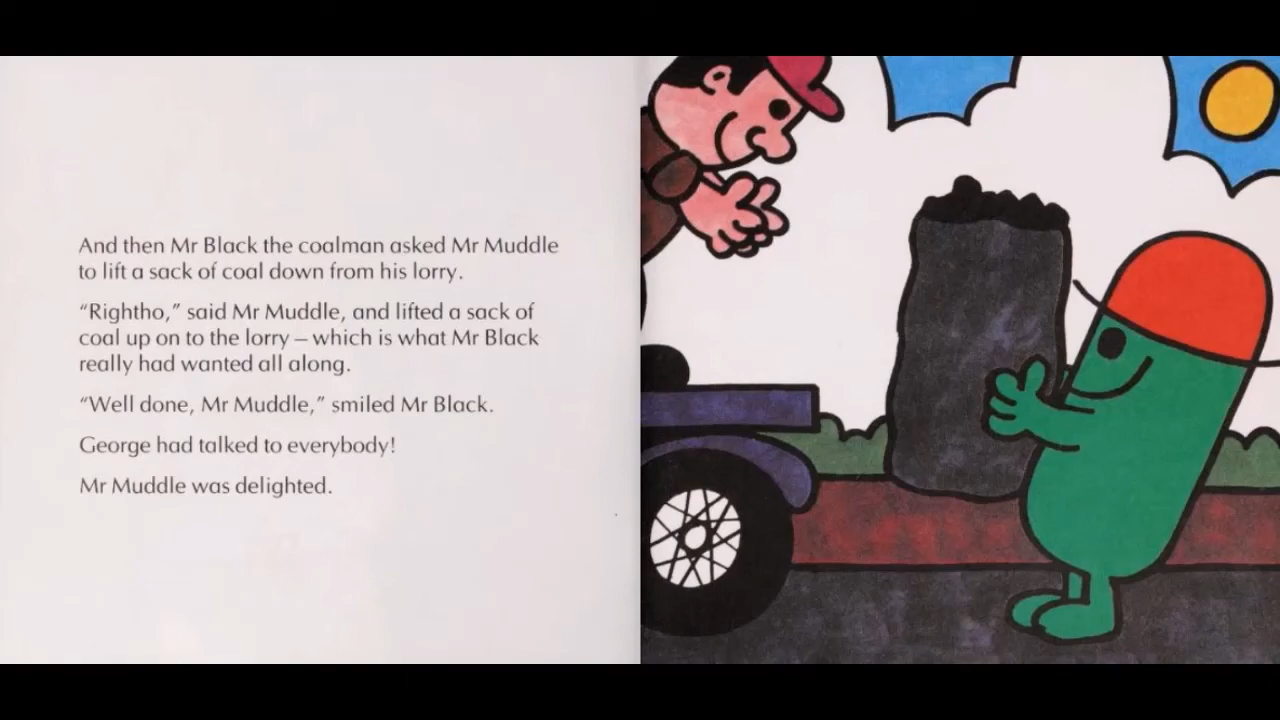 And then Mr Black the coalman asked Mr Muddle
to lift a sack of coal down from his lorry.
“Rightho,” said Mr Muddle, and lifted a sack of
coal up on to the lorry – which is what Mr Black
really had wanted all along.
“Well done, Mr Muddle,” smiled Mr Black.
George had talked to everybody!
Mr Muddle was delighted.